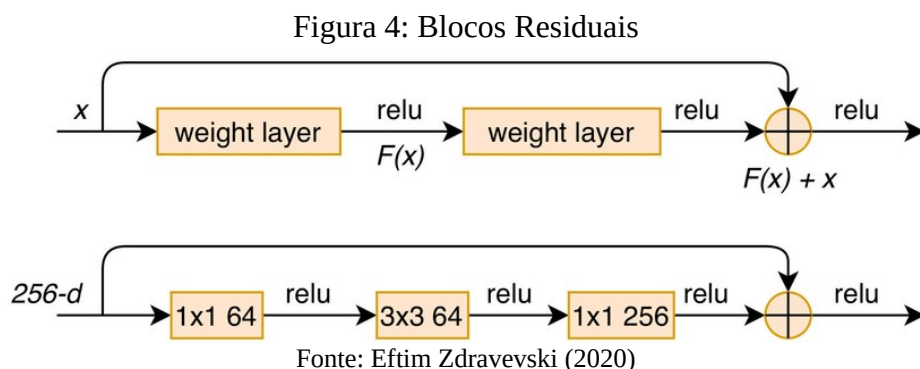 Figura 4: Blocos Residuais
x
weight layer
relu
F(x)
weight layer
relu
relu
F(x) + x
256-d
1x1 64
relu
3x3 64
relu
1x1 256
relu
relu
Fonte: Eftim Zdravevski (2020)